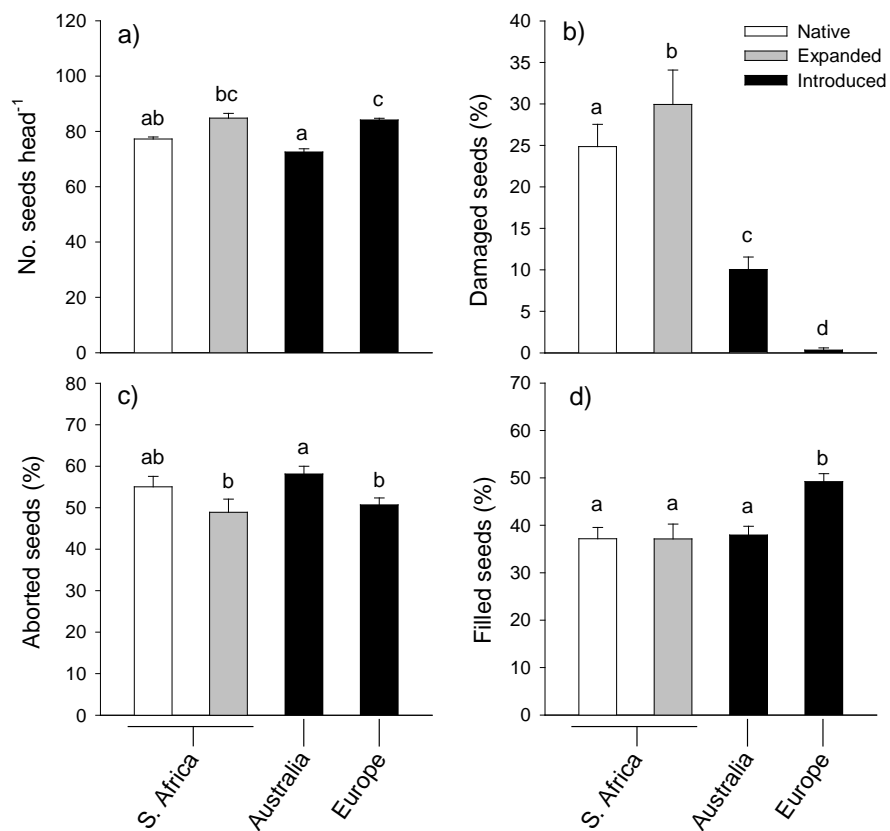 a)
No. seeds head⁻¹
120
100
80
60
40
20
0
ab
bc
a
c
b)
Native
Expanded
Introduced
Damaged seeds (%)
40
35
30
25
20
15
10
5
0
a
b
c
d
c)
Aborted seeds (%)
80
70
60
50
40
30
20
10
0
ab
b
a
b
d)
Filled seeds (%)
70
60
50
40
30
20
10
0
a
a
a
b
S. Africa
Australia
Europe
S. Africa
Australia
Europe